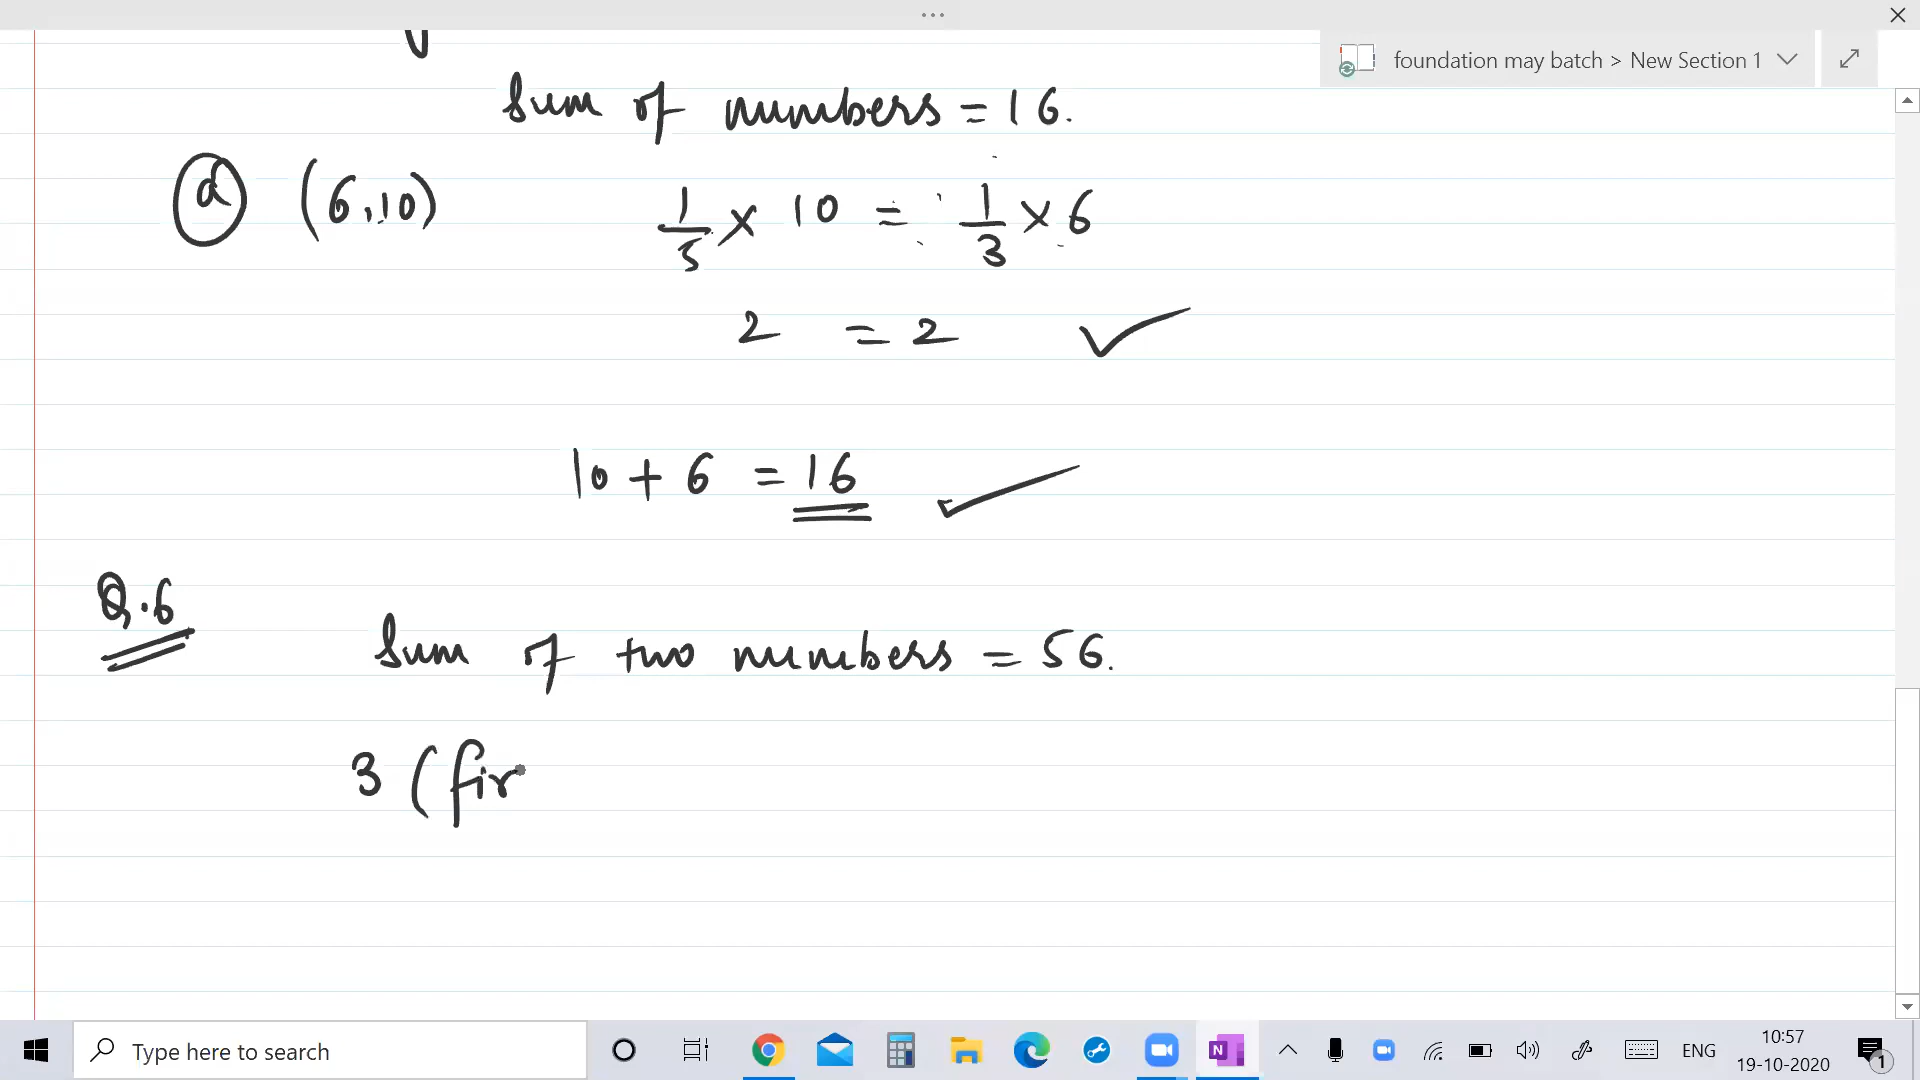 foundation may batch > New Section 1
Sum of numbers = 16.
(a) (6,10) 1/5 × 10 = 1/3 × 6
2 = 2 ✓
10 + 6 = 16 ✓
Q.6
Sum of two numbers = 56.
3 (fir
Type here to search
ENG
10:57
19-10-2020
1